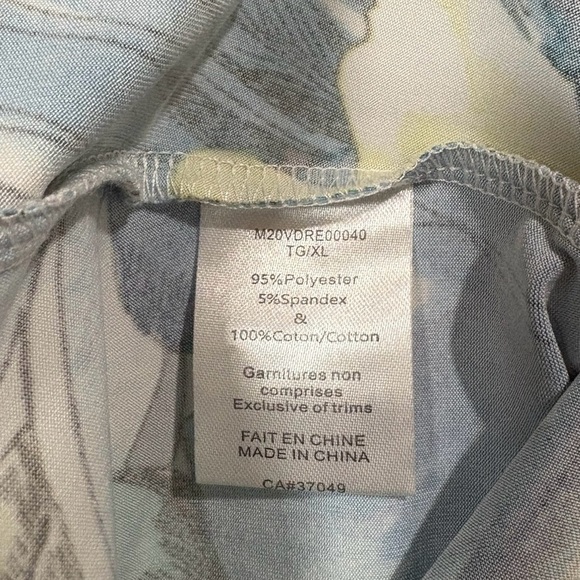 M20VDRE00040
TG/XL
95%Polyester
5%Spandex
&
100%Coton/Cotton
Garnitures non
comprises
Exclusive of trims
FAIT EN CHINE
MADE IN CHINA
CA#37049